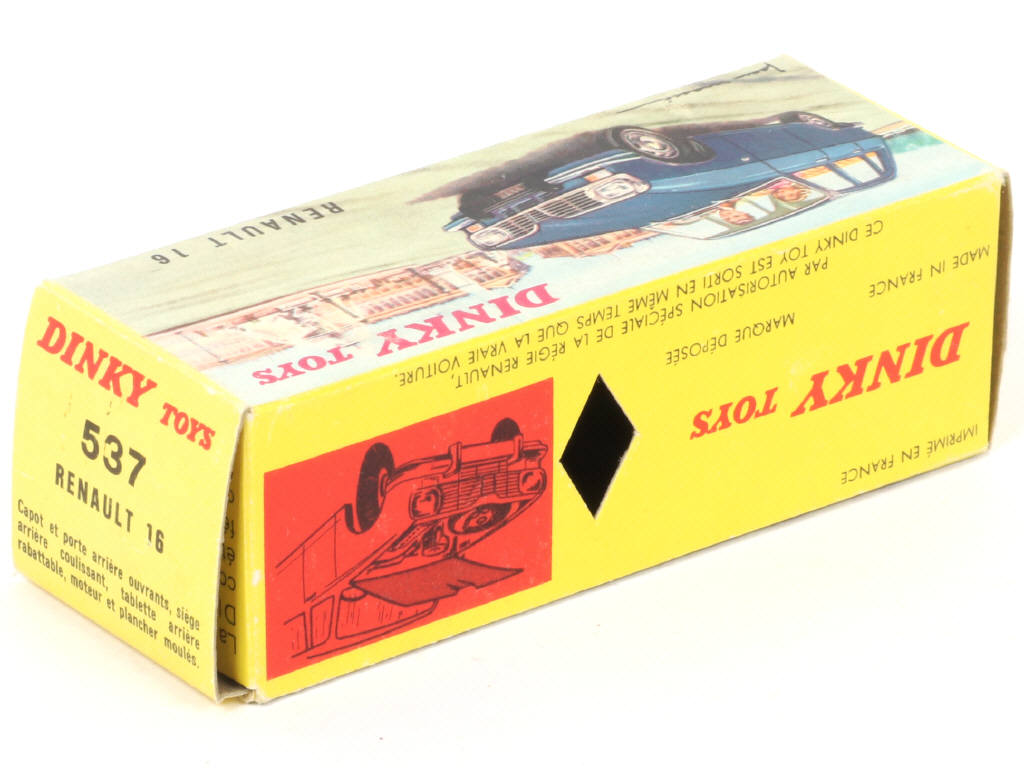 DINKY TOYS
537
RENAULT 16
Capot et porte arrière ouvrants, siège
arrière coulissant, tablette arrière
rabattable, moteur et plancher moulés.
RENAULT 16
DINKY TOYS
CE DINKY TOY EST SORTI EN MÊME TEMPS QUE LA VRAIE VOITURE.
PAR AUTORISATION SPÉCIALE DE LA RÉGIE RENAULT,
MADE IN FRANCE
MARQUE DÉPOSÉE
DINKY TOYS
IMPRIMÉ EN FRANCE
La